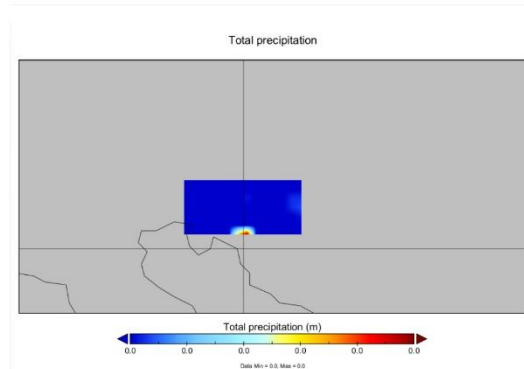 Total precipitation
Total precipitation (m)
0.0 0.0 0.0 0.0 0.0 0.0
Data Min = 0.0, Max = 0.0